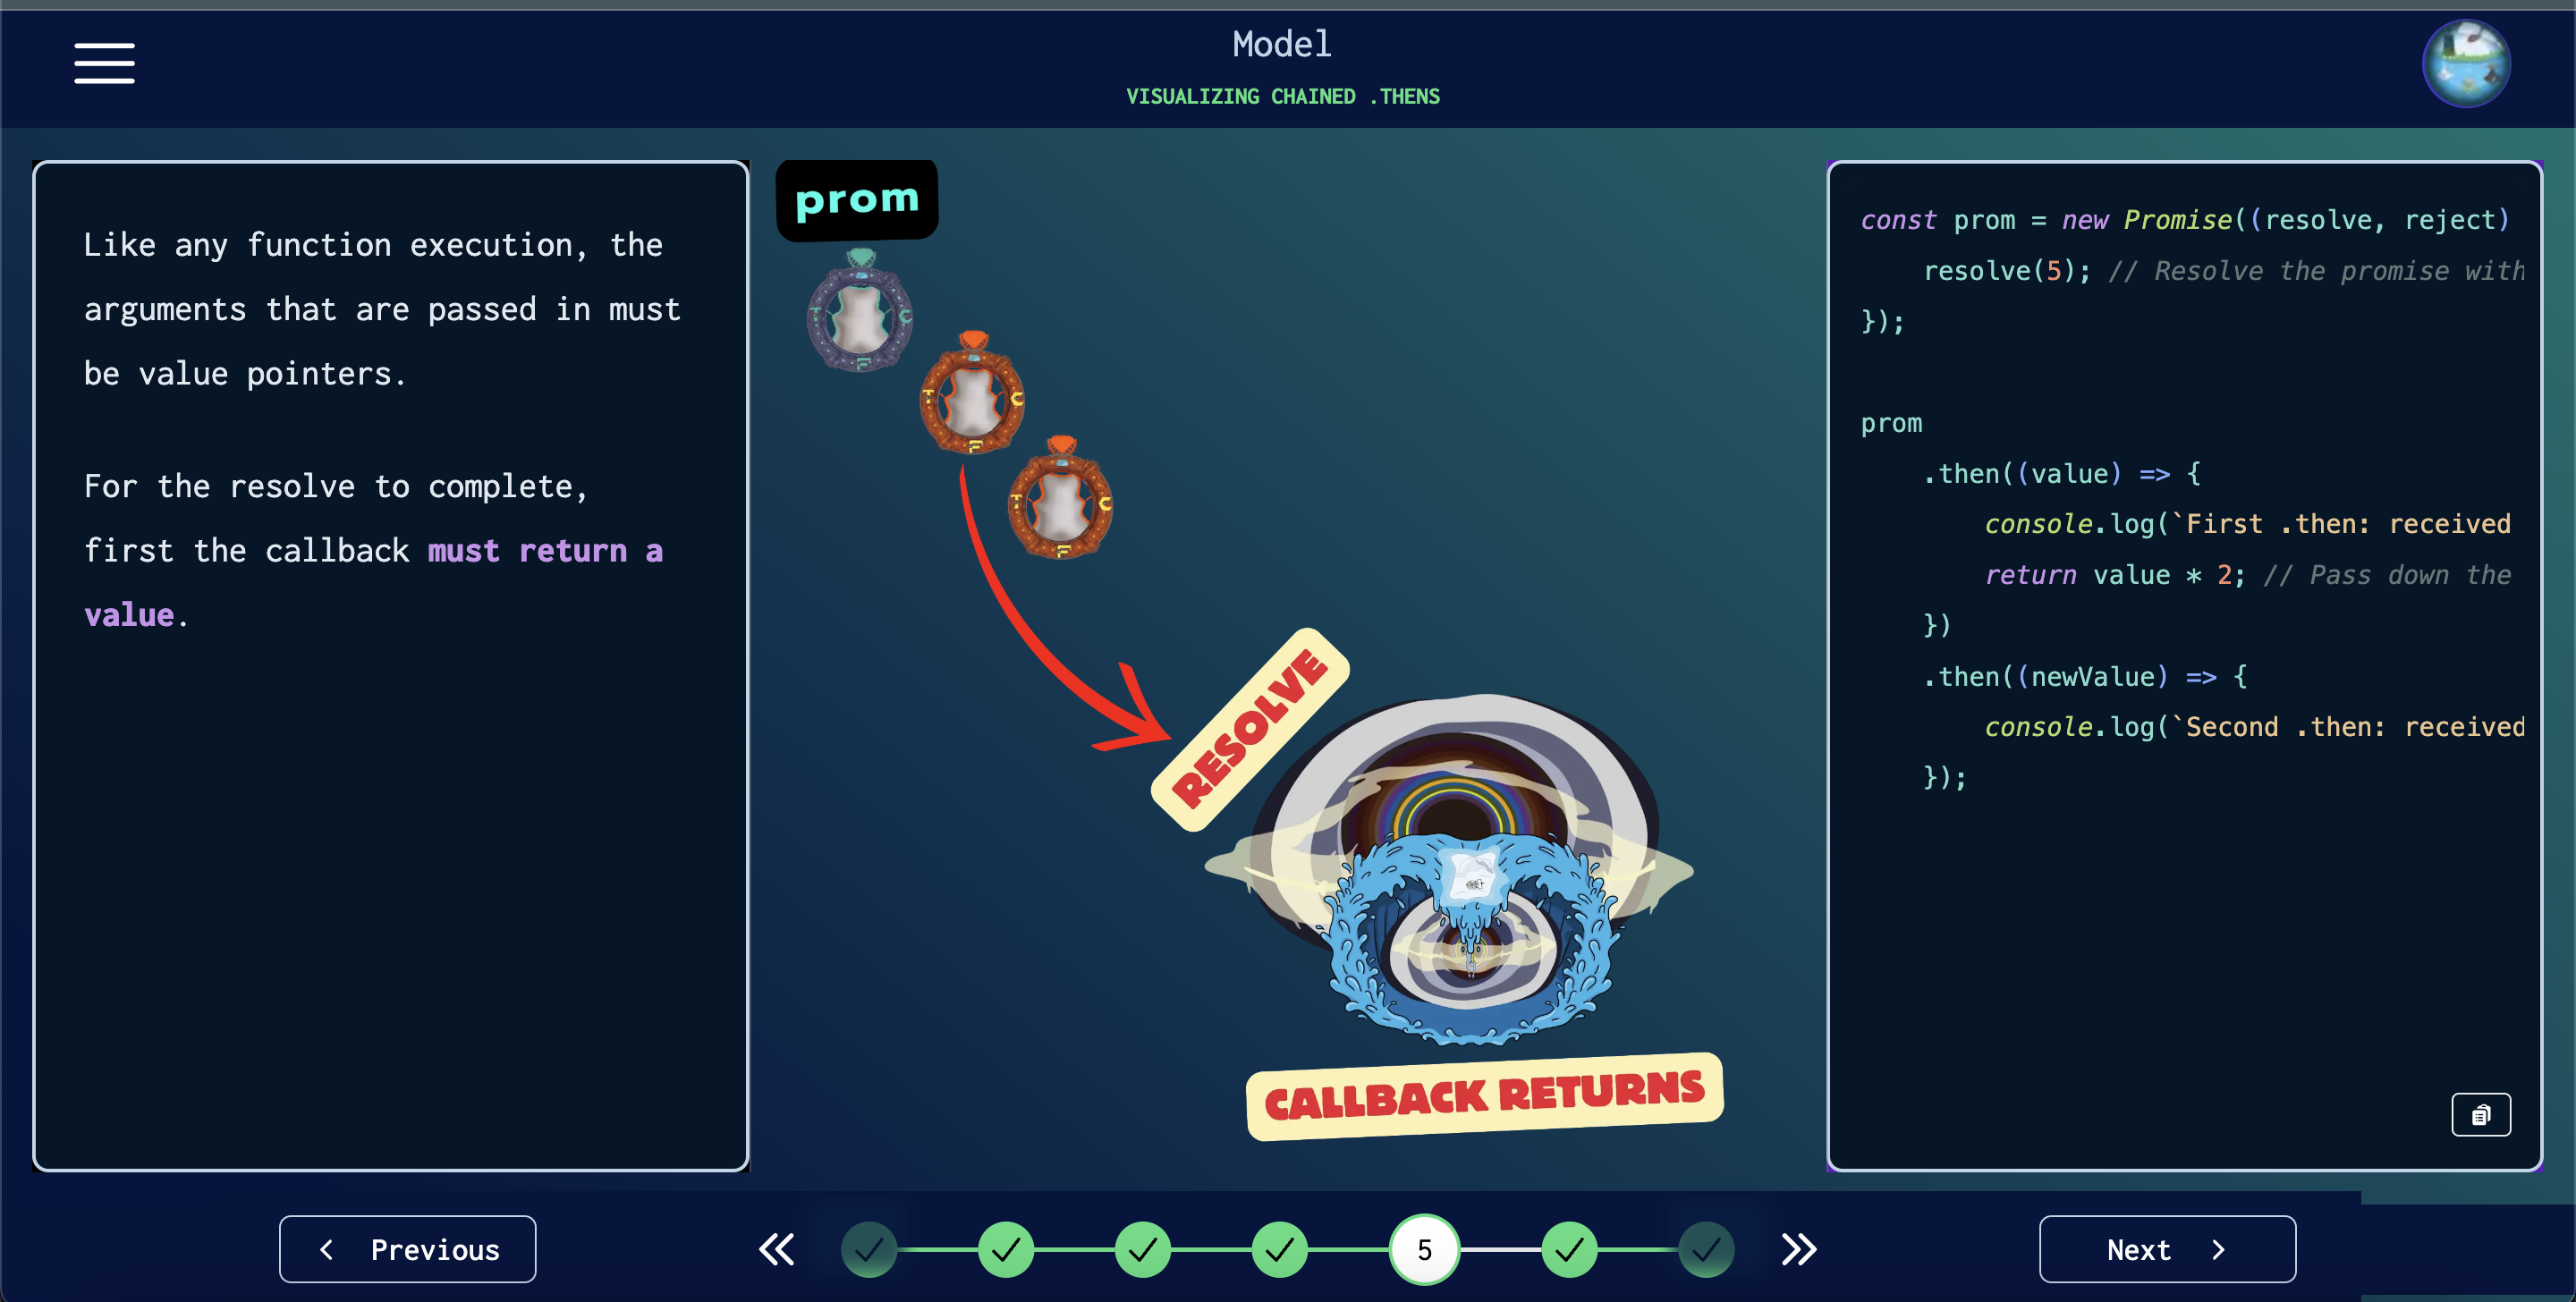 Model
VISUALIZING CHAINED .THENS
Like any function execution, the
arguments that are passed in must
be value pointers.
For the resolve to complete,
first the callback must return a
value.
prom
T C
F
T C
F
T C
F
RESOLVE
CALLBACK RETURNS
const prom = new Promise((resolve, reject)
resolve(5); // Resolve the promise with
});
prom
.then((value) => {
console.log(`First .then: received
return value * 2; // Pass down the
})
.then((newValue) => {
console.log(`Second .then: received
});
Previous
5
Next